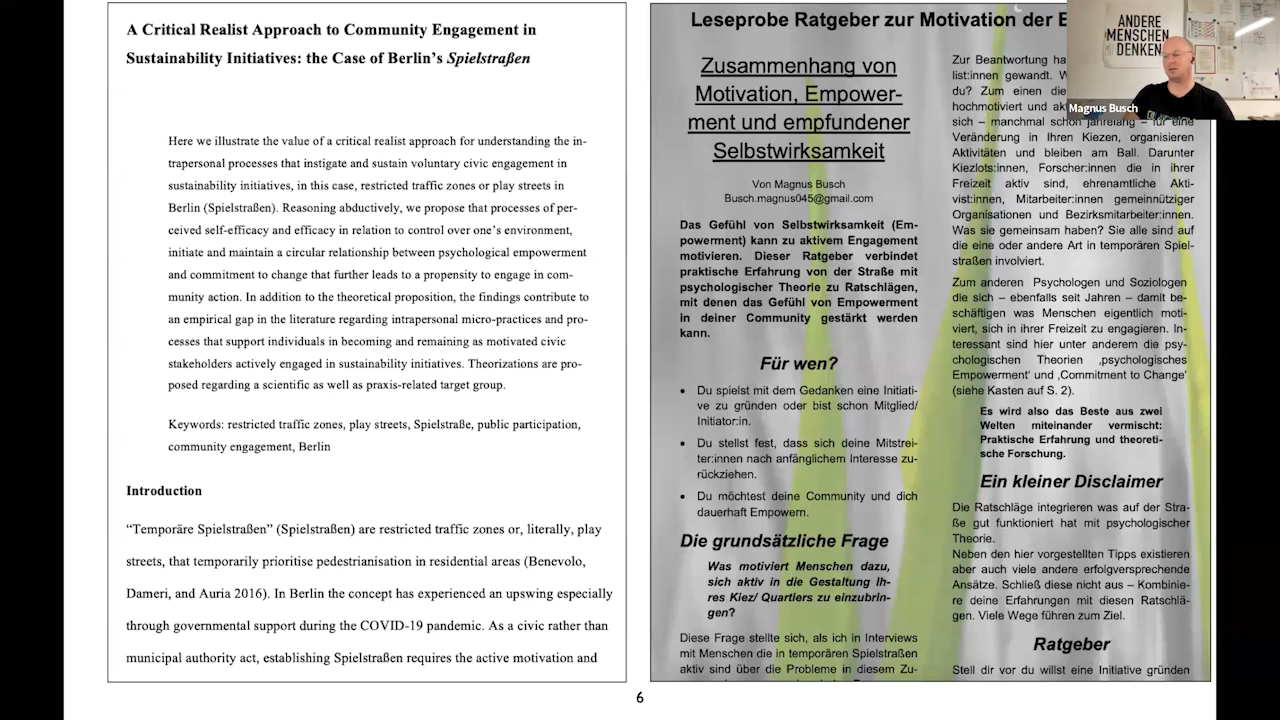 A Critical Realist Approach to Community Engagement in
Sustainability Initiatives: the Case of Berlin's Spielstraßen
Here we illustrate the value of a critical realist approach for understanding the in-
trapersonal processes that instigate and sustain voluntary civic engagement in
sustainability initiatives, in this case, restricted traffic zones or play streets in
Berlin (Spielstraßen). Reasoning abductively, we propose that processes of per-
ceived self-efficacy and efficacy in relation to control over one's environment,
initiate and maintain a circular relationship between psychological empowerment
and commitment to change that further leads to a propensity to engage in com-
munity action. In addition to the theoretical proposition, the findings contribute to
an empirical gap in the literature regarding intrapersonal micro-practices and pro-
cesses that support individuals in becoming and remaining as motivated civic
stakeholders actively engaged in sustainability initiatives. Theorizations are pro-
posed regarding a scientific as well as praxis-related target group.
Keywords: restricted traffic zones, play streets, Spielstraße, public participation,
community engagement, Berlin
Introduction
“Temporäre Spielstraßen” (Spielstraßen) are restricted traffic zones or, literally, play
streets, that temporarily prioritise pedestrianisation in residential areas (Benevolo,
Dameri, and Auria 2016). In Berlin the concept has experienced an upswing especially
through governmental support during the COVID-19 pandemic. As a civic rather than
municipal authority act, establishing Spielstraßen requires the active motivation and
Leseprobe Ratgeber zur Motivation der
Zusammenhang von
Motivation, Empower-
ment und empfundener
Selbstwirksamkeit
Von Magnus Busch
Busch.magnus045@gmail.com
Das Gefühl von Selbstwirksamkeit (Em-
powerment) kann zu aktivem Engagement
motivieren. Dieser Ratgeber verbindet
praktische Erfahrung von der Straße mit
psychologischer Theorie zu Ratschlägen,
mit denen das Gefühl von Empowerment
in deiner Community gestärkt werden
kann.
Für wen?
• Du spielst mit dem Gedanken eine Initiati-
ve zu gründen oder bist schon Mitglied/
Initiator:in.
• Du stellst fest, dass sich deine Mitstrei-
ter:innen nach anfänglichem Interesse zu-
rückziehen.
• Du möchtest deine Community und dich
dauerhaft Empowern.
Die grundsätzliche Frage
Was motiviert Menschen dazu,
sich aktiv in die Gestaltung Ih-
res Kiez/ Quartiers zu einzubrin-
gen?
Diese Frage stellte sich, als ich in Interviews
mit Menschen die in temporären Spielstraßen
aktiv sind über die Probleme in diesem Zu-
Zur Beantwortung ha
list:innen gewandt. W
du? Zum einen die
hochmotiviert und ak
sich – manchmal schon jahrelang – für eine
Veränderung in Ihren Kiezen, organisieren
Aktivitäten und bleiben am Ball. Darunter
Kiezlots:innen, Forscher:innen die in ihrer
Freizeit aktiv sind, ehrenamtliche Akti-
vist:innen, Mitarbeiter:innen gemeinnütziger
Organisationen und Bezirksmitarbeiter:innen.
Was sie gemeinsam haben? Sie alle sind auf
die eine oder andere Art in temporären Spiel-
straßen involviert.
Zum anderen Psychologen und Soziologen
die sich – ebenfalls seit Jahren – damit be-
schäftigen was Menschen eigentlich moti-
viert, sich in ihrer Freizeit zu engagieren. In-
teressant sind hier unter anderem die psy-
chologischen Theorien ‚psychologisches
Empowerment' und ‚Commitment to Change'
(siehe Kasten auf S. 2).
Es wird also das Beste aus zwei
Welten miteinander vermischt:
Praktische Erfahrung und theoreti-
sche Forschung.
Ein kleiner Disclaimer
Die Ratschläge integrieren was auf der Stra-
ße gut funktioniert hat mit psychologischer
Theorie.
Neben den hier vorgestellten Tipps existieren
aber auch viele andere erfolgversprechende
Ansätze. Schließ diese nicht aus – Kombinie-
re deine Erfahrungen mit diesen Ratschlä-
gen. Viele Wege führen zum Ziel.
Ratgeber
Stell dir vor du willst eine Initiative gründen
ANDERE
MENSCHEN
DENKEN
Magnus Busch
6